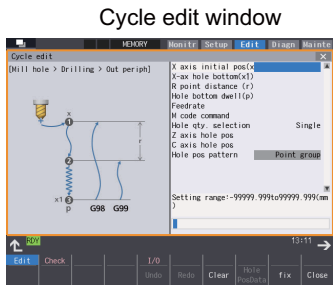 Cycle edit window
MEMORY Monitr Setup Edit Diagn Mainte
Cycle edit
[Mill hole > Drilling > Out periph]
X axis initial pos(x
X-ax hole bottom(x1)
R point distance (r)
Hole bottom dwell(p)
Feedrate
M code command
Hole qty. selection Single
Z axis hole pos
C axis hole pos
Hole pos pattern Point group
x
1
r
2
x1 3
p G98 G99
Setting range:-99999.999to99999.999(mm
)
RDY 13:11
Edit Check I/O
Undo Redo Clear Hole PosData fix Close